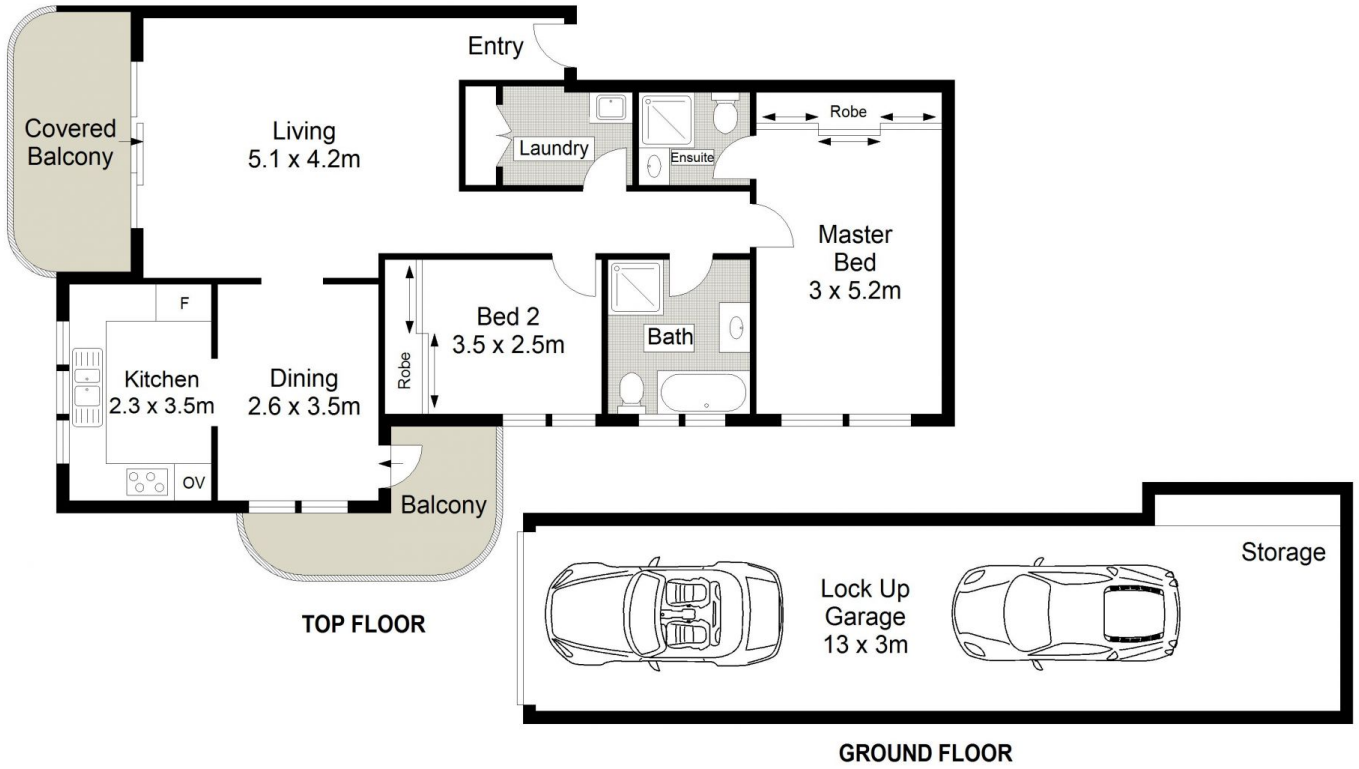 Entry
Covered
Balcony
Living
5.1 x 4.2m
Laundry
Ensuite
Robe
Master
Bed
3 x 5.2m
F
Kitchen
2.3 x 3.5m
OV
Dining
2.6 x 3.5m
Robe
Bed 2
3.5 x 2.5m
Bath
Balcony
TOP FLOOR
Lock Up
Garage
13 x 3m
Storage
GROUND FLOOR